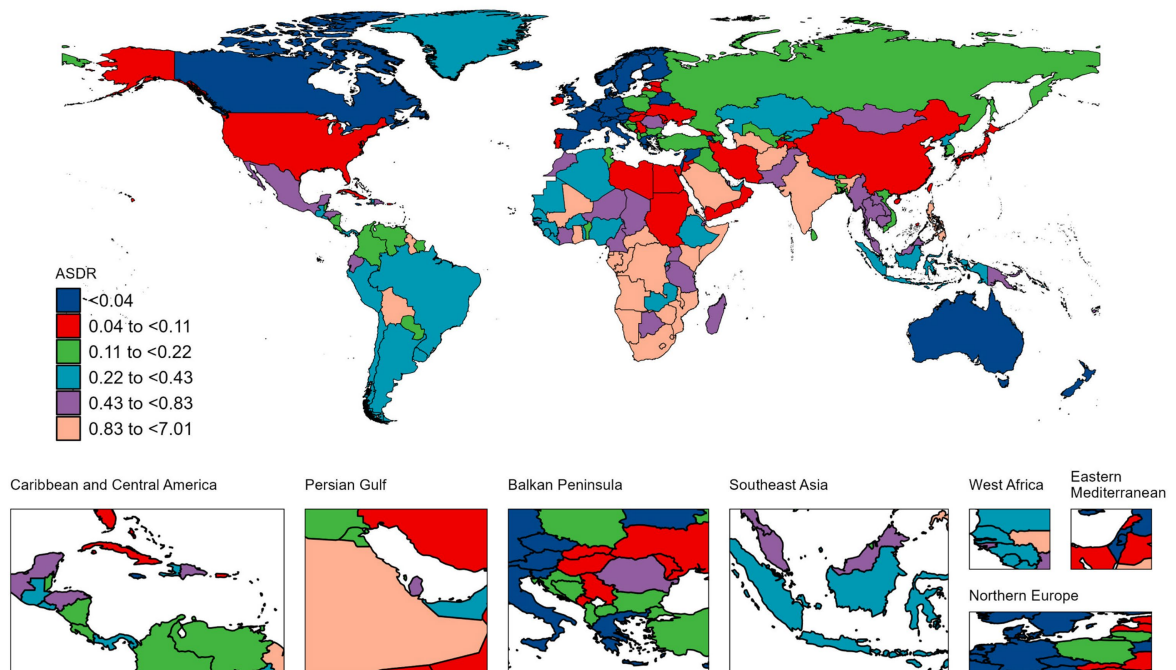 ASDR
<0.04
0.04 to <0.11
0.11 to <0.22
0.22 to <0.43
0.43 to <0.83
0.83 to <7.01
Caribbean and Central America
Persian Gulf
Balkan Peninsula
Southeast Asia
West Africa
Eastern
Mediterranean
Northern Europe